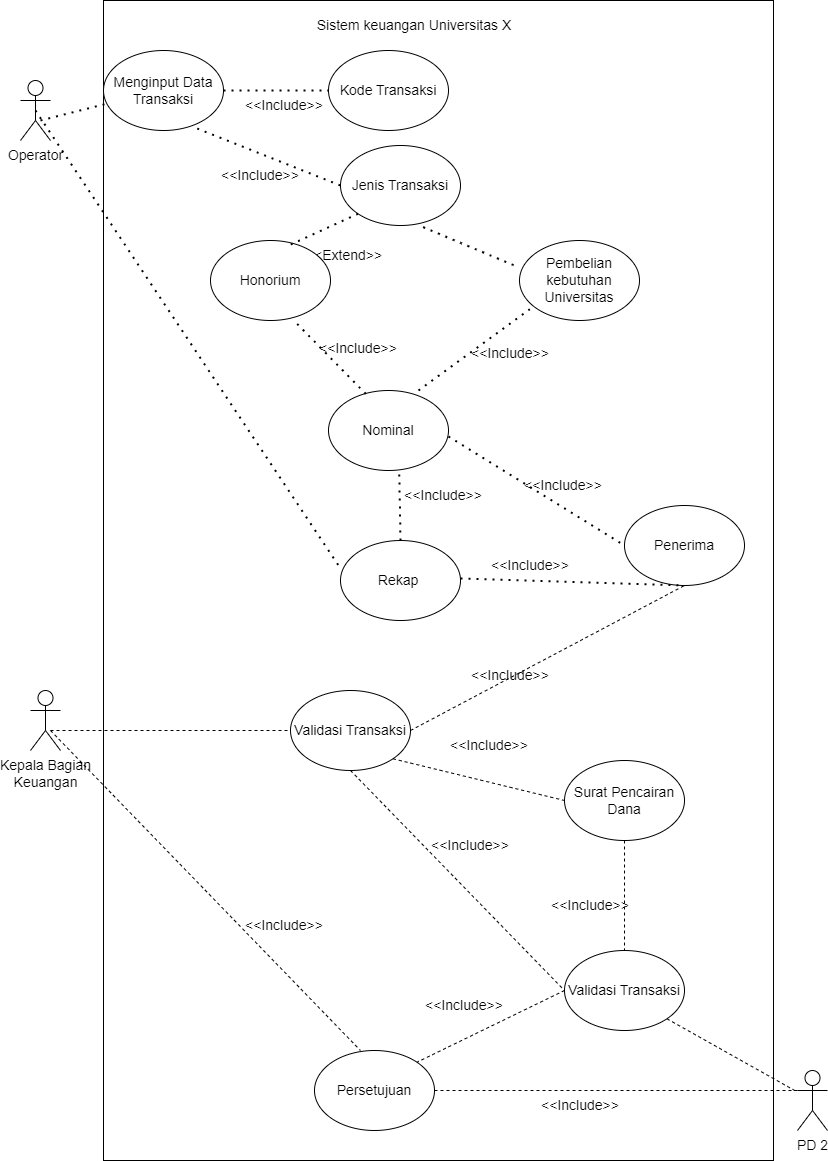 Sistem keuangan Universitas X
Menginput Data
Transaksi
<<Include>>
Kode Transaksi
Operator
<<Include>>
Jenis Transaksi
<Extend>>
Honorium
Pembelian
kebutuhan
Universitas
<<Include>>
<<Include>>
Nominal
<<Include>>
<<Include>>
Penerima
<<Include>>
Rekap
<<Include>>
Validasi Transaksi
<<Include>>
Kepala Bagian
Keuangan
Surat Pencairan
Dana
<<Include>>
<<Include>>
<<Include>>
Validasi Transaksi
<<Include>>
Persetujuan
<<Include>>
PD 2